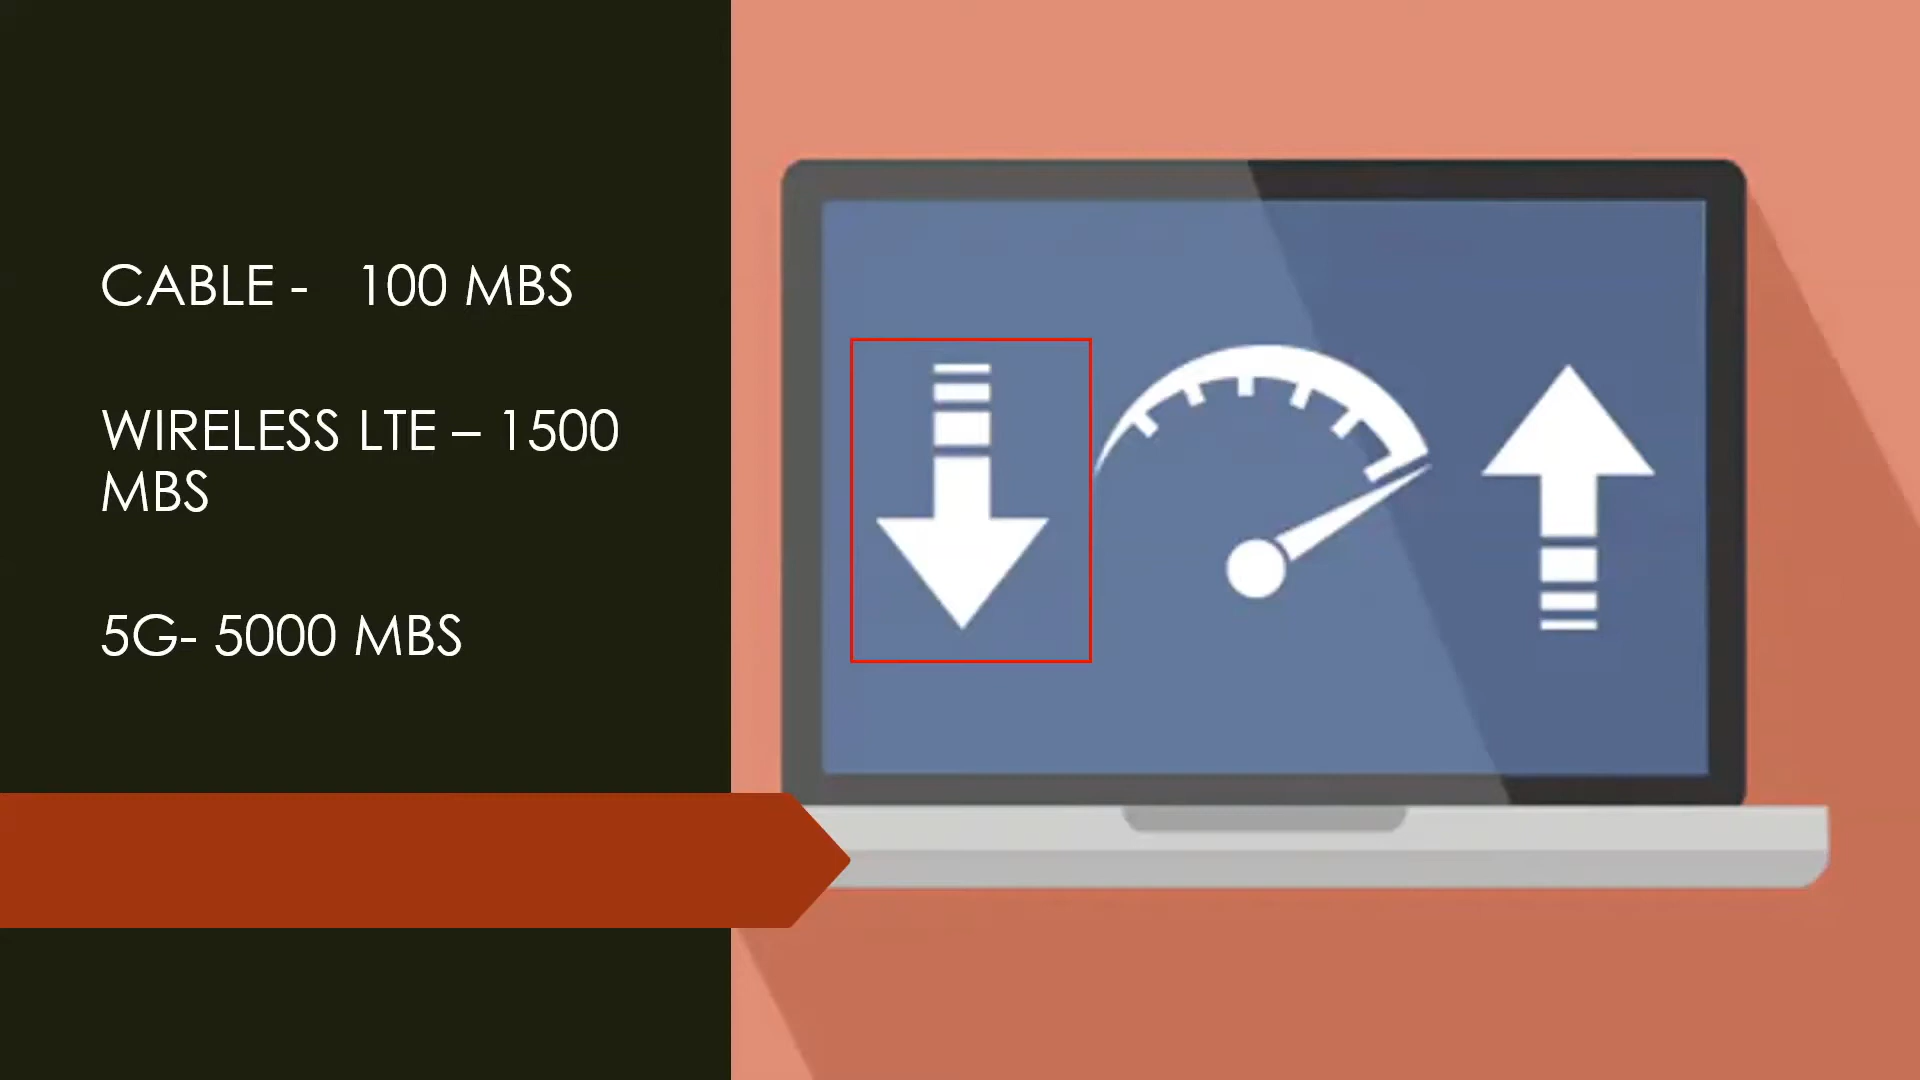 CABLE - 100 MBS
WIRELESS LTE – 1500
MBS
5G- 5000 MBS